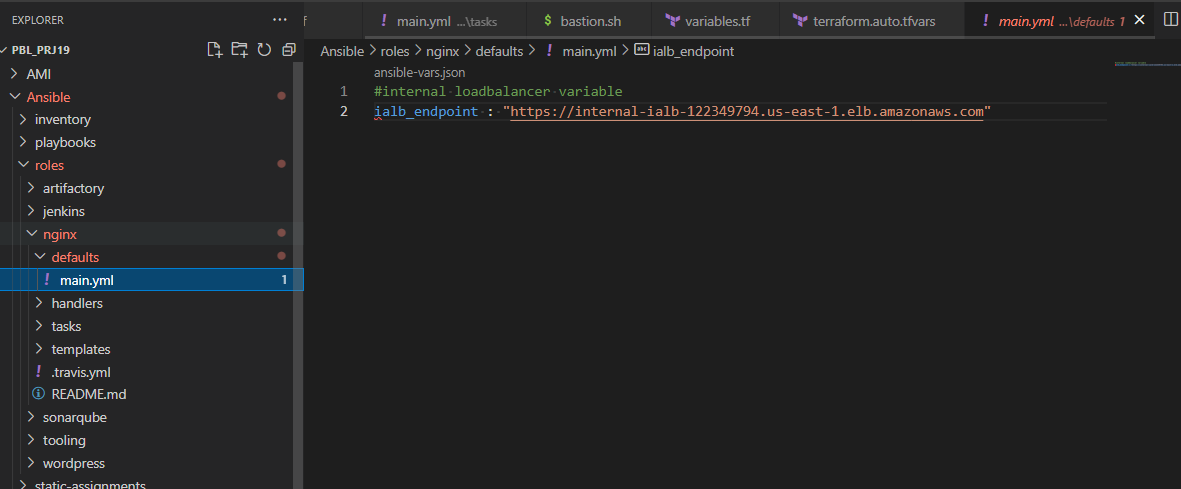 EXPLORER
PBL_PRJ19
AMI
Ansible
inventory
playbooks
roles
artifactory
jenkins
nginx
defaults
! main.yml 1
handlers
tasks
templates
! .travis.yml
README.md
sonarqube
tooling
wordpress
static-assignments
f
! main.yml ...\tasks
$ bastion.sh
variables.tf
terraform.auto.tfvars
! main.yml ...\defaults 1
Ansible > roles > nginx > defaults > ! main.yml > abc ialb_endpoint
ansible-vars.json
1 #internal loadbalancer variable
2 ialb_endpoint : "https://internal-ialb-122349794.us-east-1.elb.amazonaws.com"